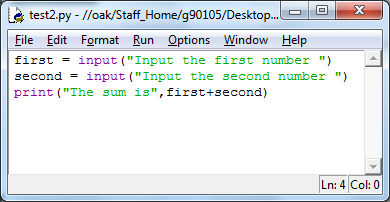 test2.py - //oak/Staff_Home/g90105/Desktop...
File Edit Format Run Options Window Help
first = input("Input the first number ")
second = input("Input the second number ")
print("The sum is",first+second)
Ln: 4 Col: 0